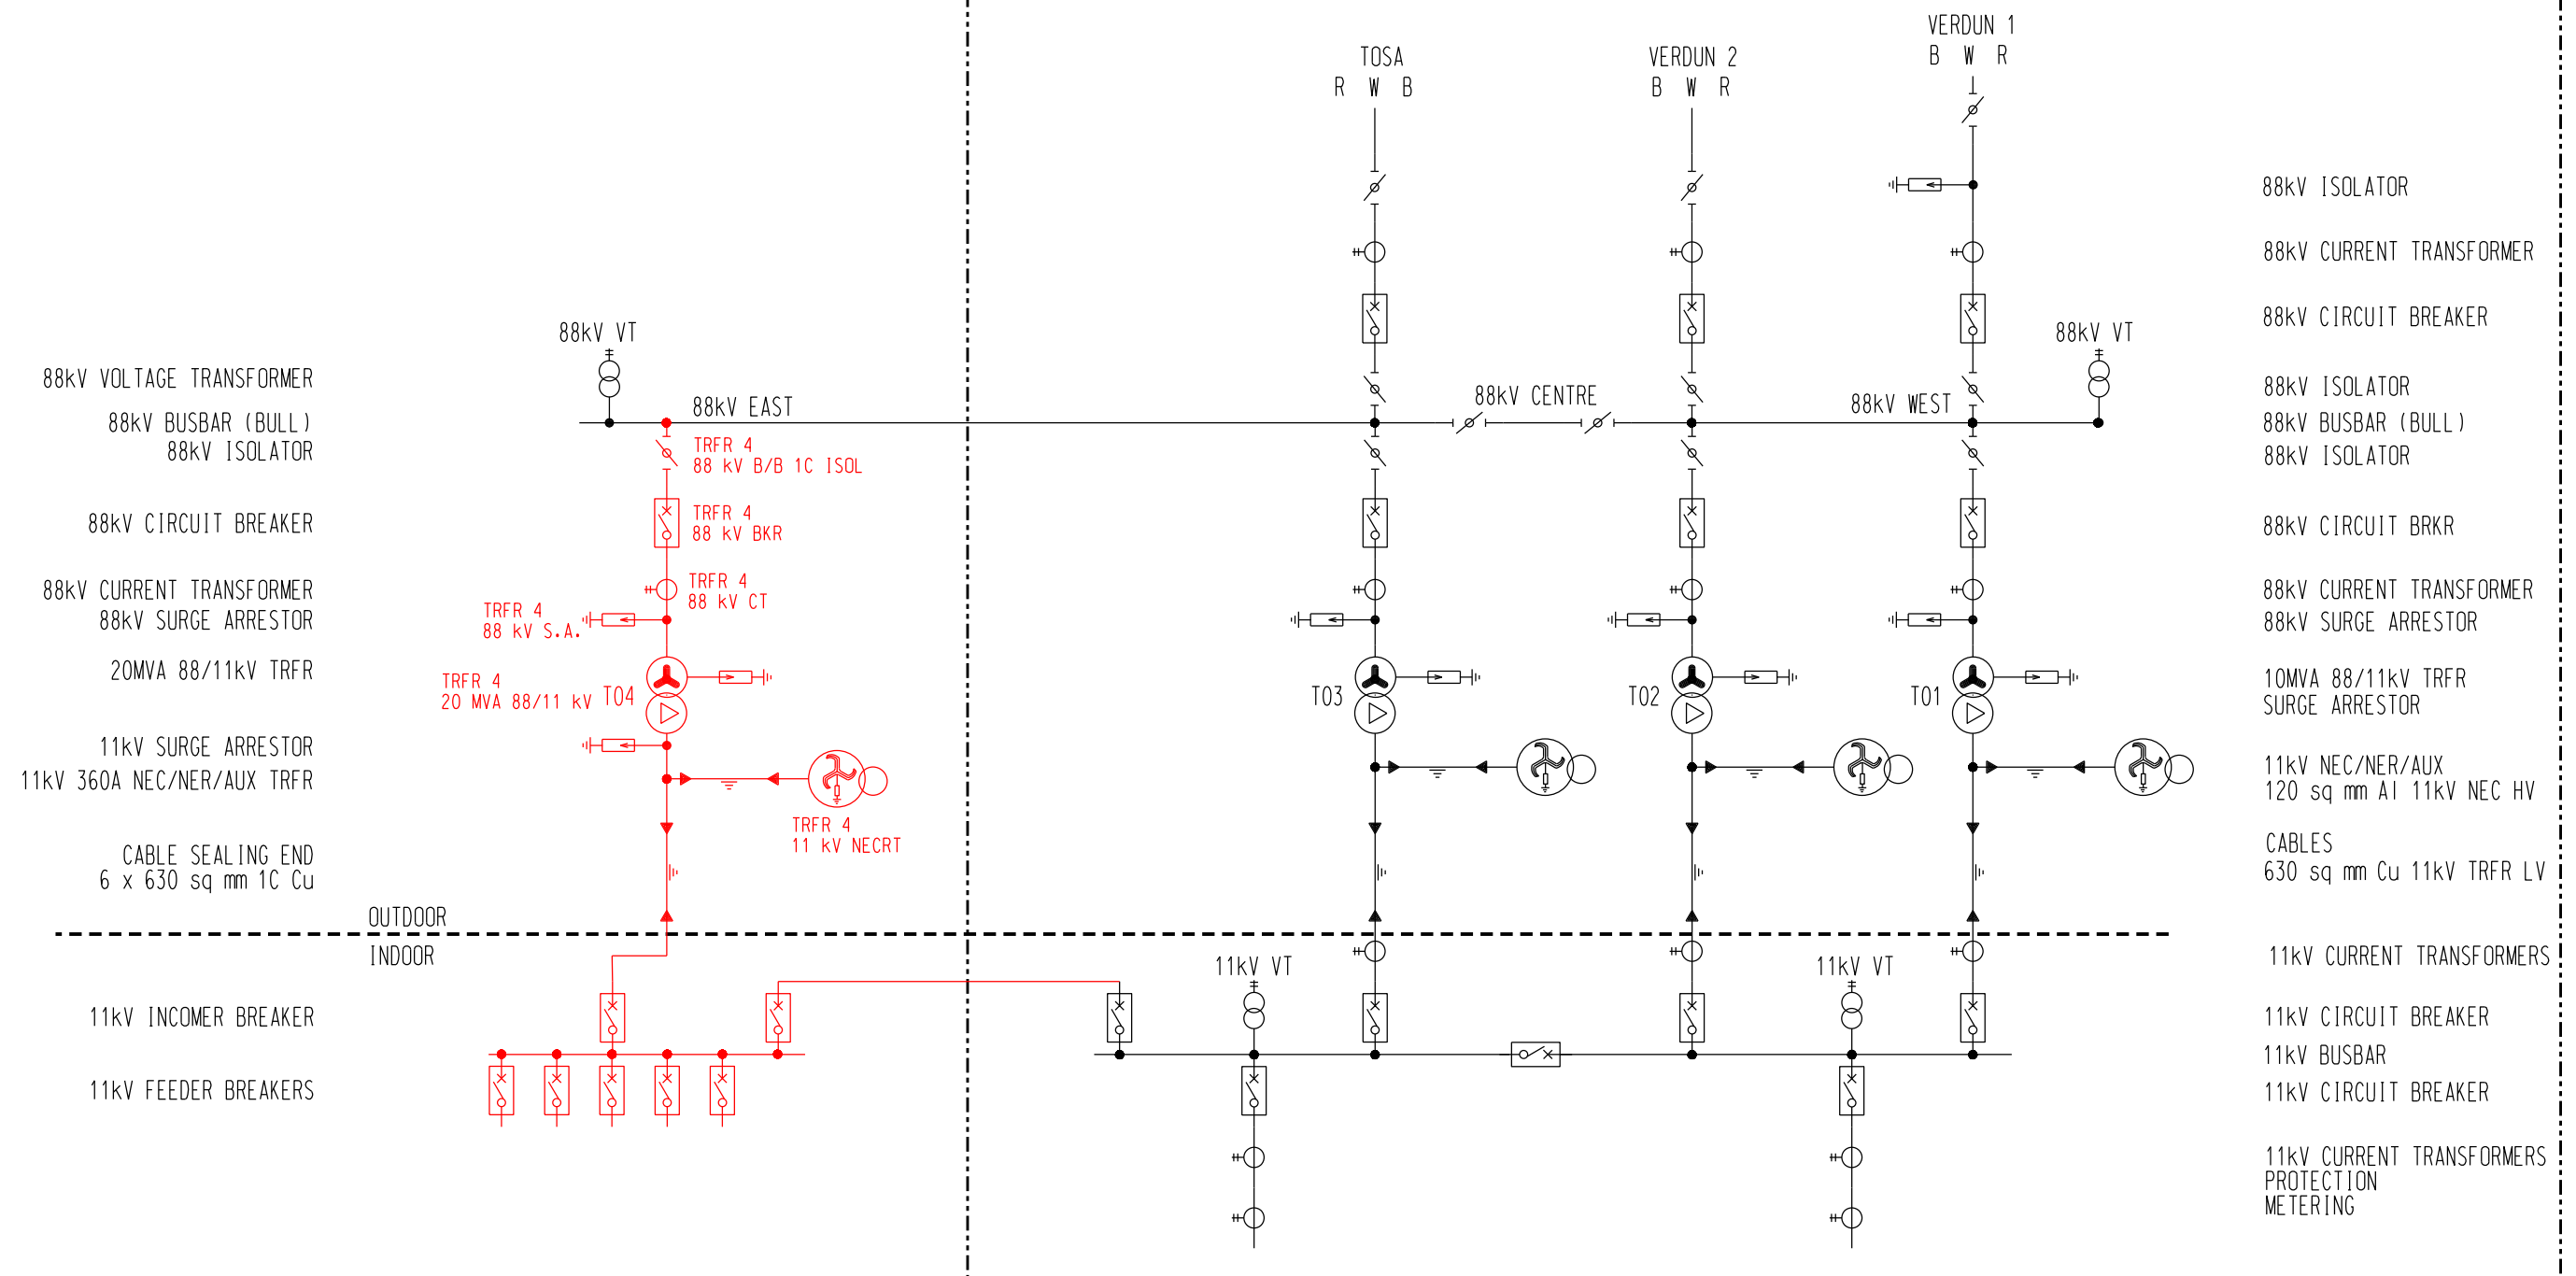 VERDUN 1
B W R
TOSA
R W B
VERDUN 2
B W R
88kV ISOLATOR
88kV CURRENT TRANSFORMER
88kV CIRCUIT BREAKER
88kV VT
88kV VT
88kV VOLTAGE TRANSFORMER
88kV BUSBAR (BULL)
88kV ISOLATOR
88kV EAST
88kV CENTRE
88kV WEST
88kV ISOLATOR
88kV BUSBAR (BULL)
88kV ISOLATOR
TRFR 4
88 kV B/B 1C ISOL
88kV CIRCUIT BREAKER
TRFR 4
88 kV BKR
88kV CIRCUIT BRKR
88kV CURRENT TRANSFORMER
88kV SURGE ARRESTOR
TRFR 4
88 kV CT
TRFR 4
88 kV S.A.
88kV CURRENT TRANSFORMER
88kV SURGE ARRESTOR
20MVA 88/11kV TRFR
TRFR 4
20 MVA 88/11 kV
T04
T03
T02
T01
10MVA 88/11kV TRFR
SURGE ARRESTOR
11kV SURGE ARRESTOR
11kV 360A NEC/NER/AUX TRFR
TRFR 4
11 kV NECRT
11kV NEC/NER/AUX
120 sq mm Al 11kV NEC HV
CABLE SEALING END
6 x 630 sq mm 1C Cu
CABLES
630 sq mm Cu 11kV TRFR LV
OUTDOOR
INDOOR
11kV VT
11kV VT
11kV CURRENT TRANSFORMERS
11kV INCOMER BREAKER
11kV CIRCUIT BREAKER
11kV BUSBAR
11kV FEEDER BREAKERS
11kV CIRCUIT BREAKER
11kV CURRENT TRANSFORMERS
PROTECTION
METERING